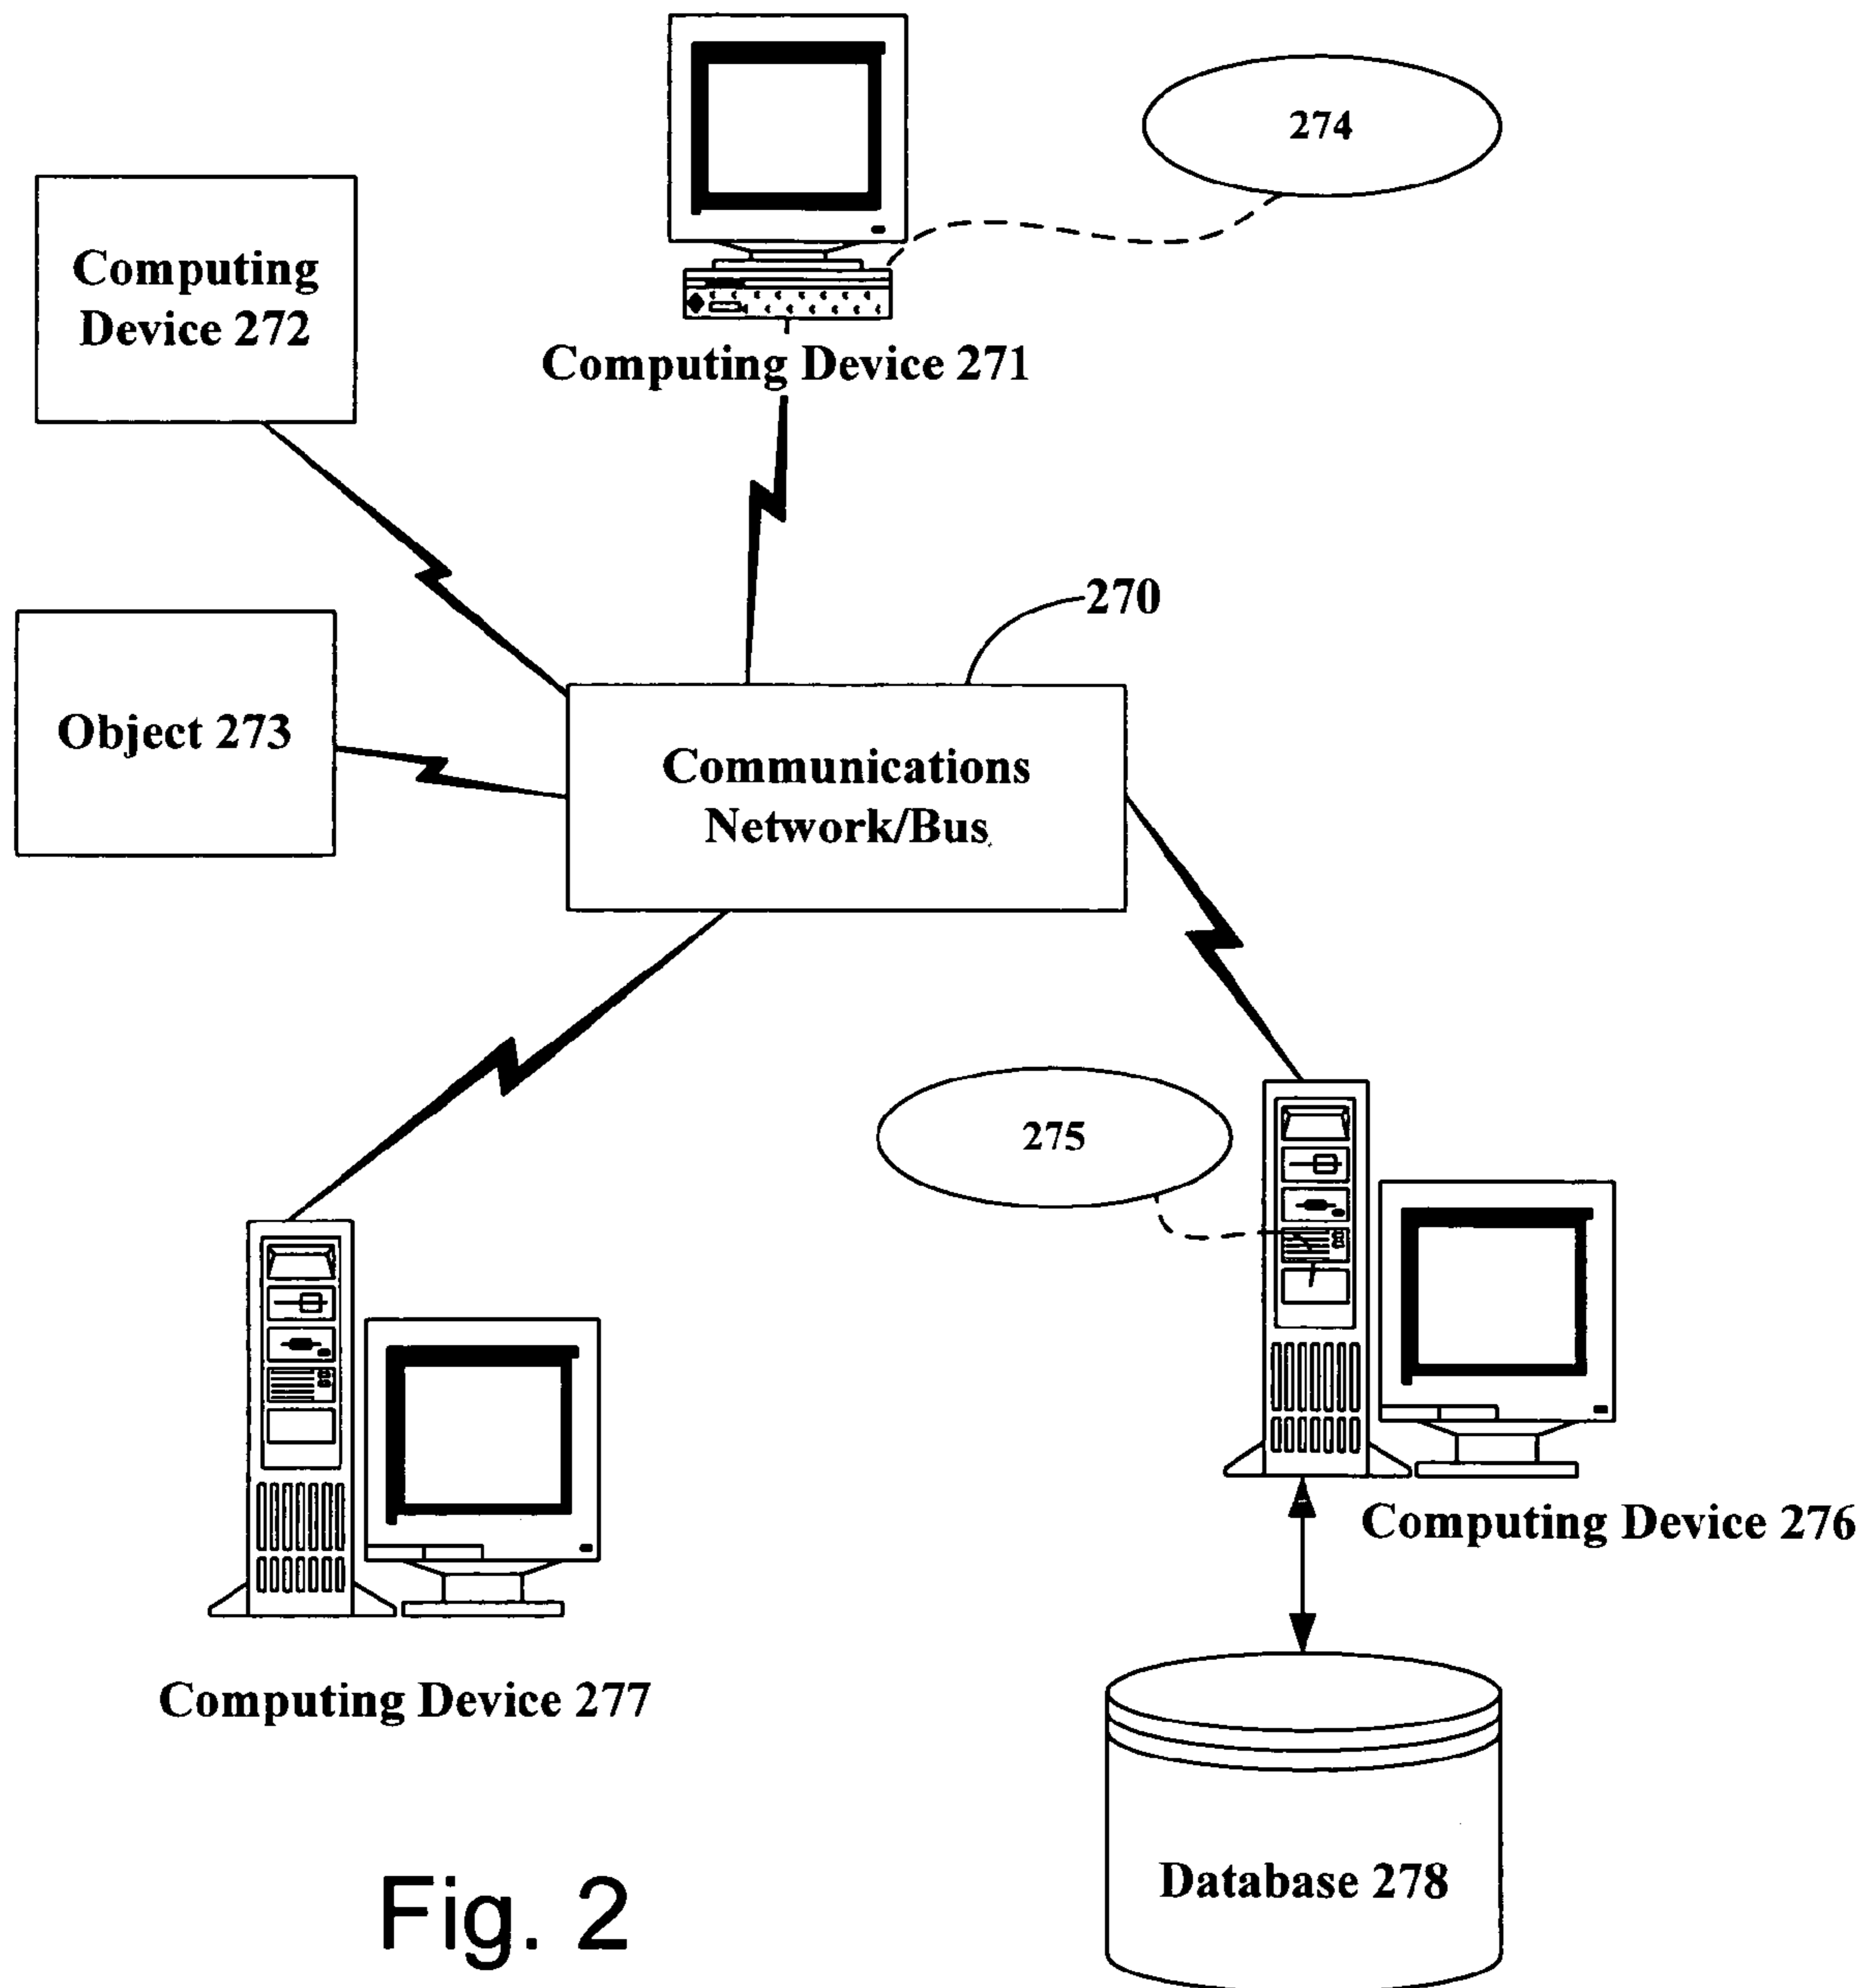 274
Computing
Device 272
Computing Device 271
270
Object 273
Communications
Network/Bus
275
Computing Device 276
Computing Device 277
Database 278
Fig. 2